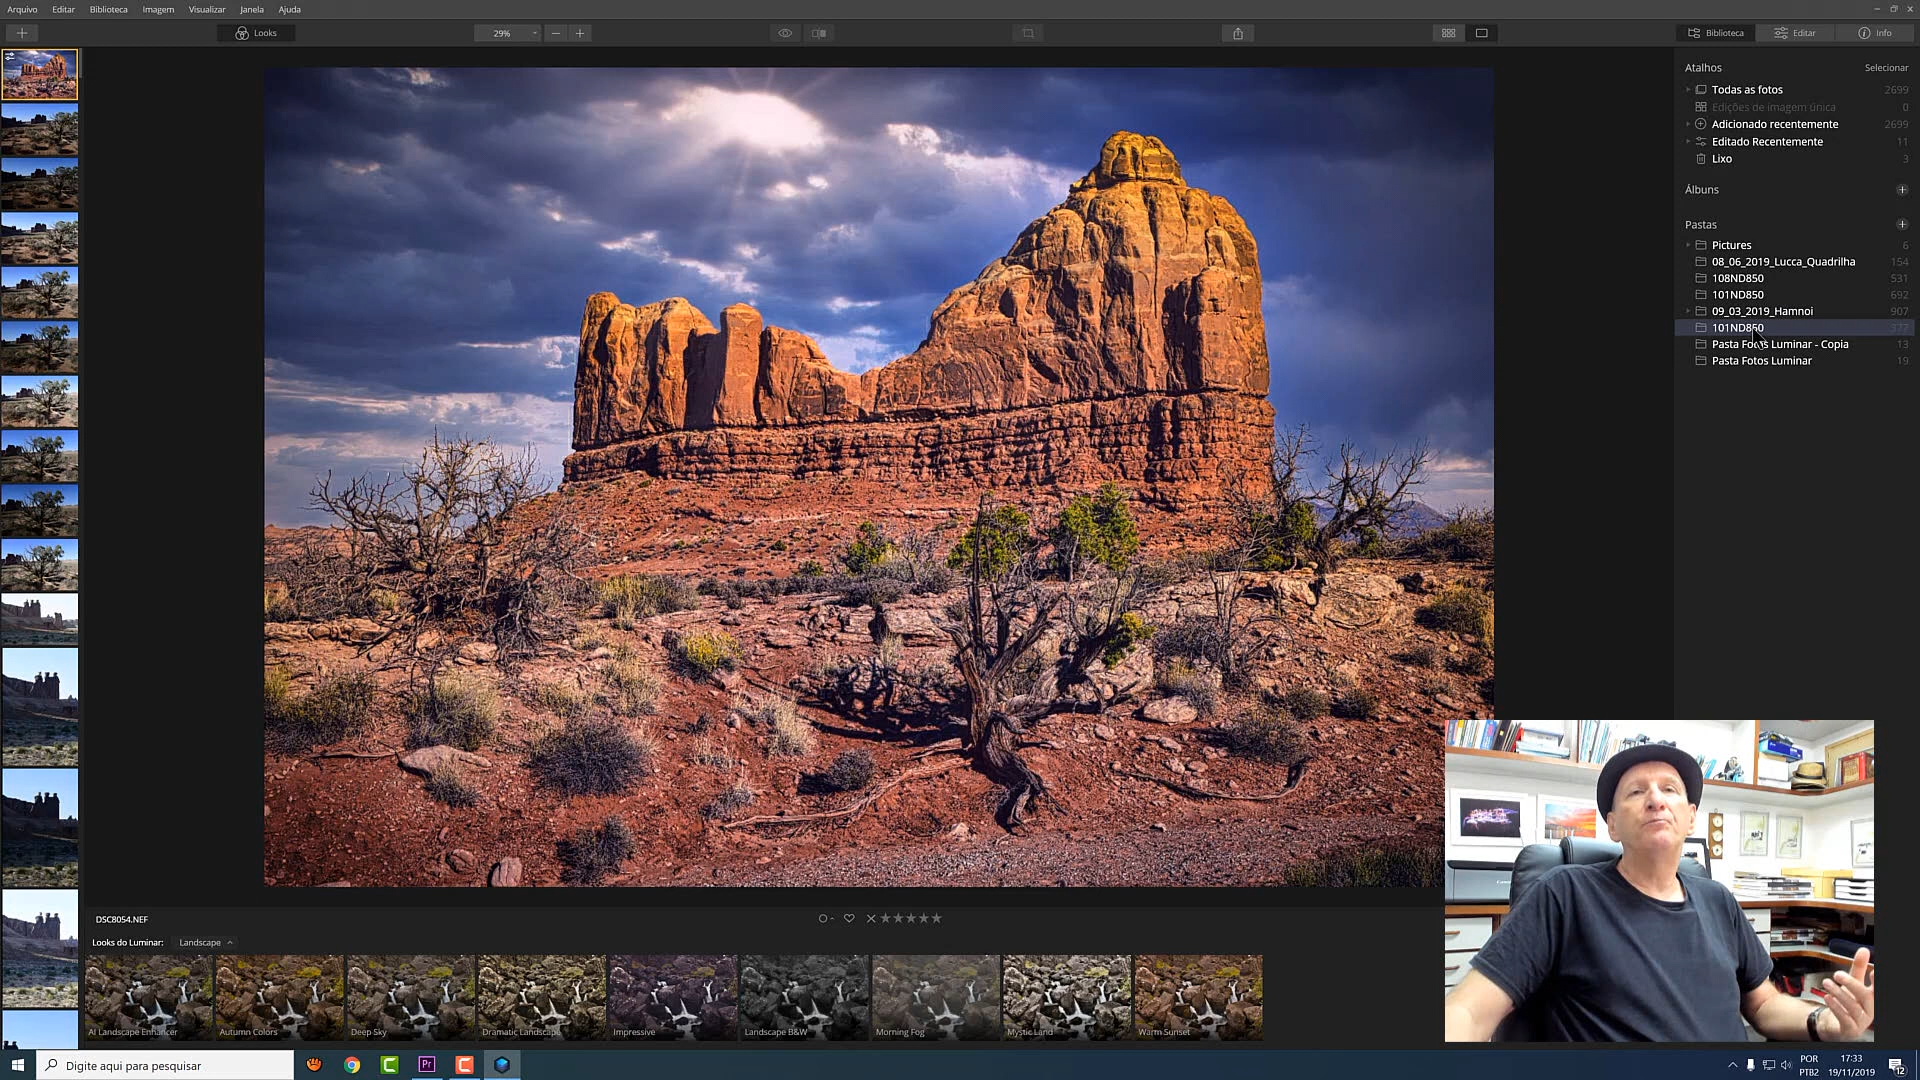 Arquivo Editar Biblioteca Imagem Visualizar Janela Ajuda
Looks 29% Biblioteca Editar Info
Atalhos Selecionar
Todas as fotos 2699
Edições de imagem única 0
Adicionado recentemente 2699
Editado Recentemente 11
Lixo 3
Álbuns
Pastas
Pictures 6
08_06_2019_Lucca_Quadrilha 154
108ND850 531
101ND850 692
09_03_2019_Hamnoi 907
101ND850 377
Pasta Fotos Luminar - Copia 13
Pasta Fotos Luminar 19
DSC8054.NEF
Looks do Luminar: Landscape
AI Landscape Enhancer Autumn Colors Deep Sky Dramatic Landscape Impressive Landscape B&W Morning Fog Mystic Land Warm Sunset
Digite aqui para pesquisar
Pr
POR 17:33
PTB2 19/11/2019
12